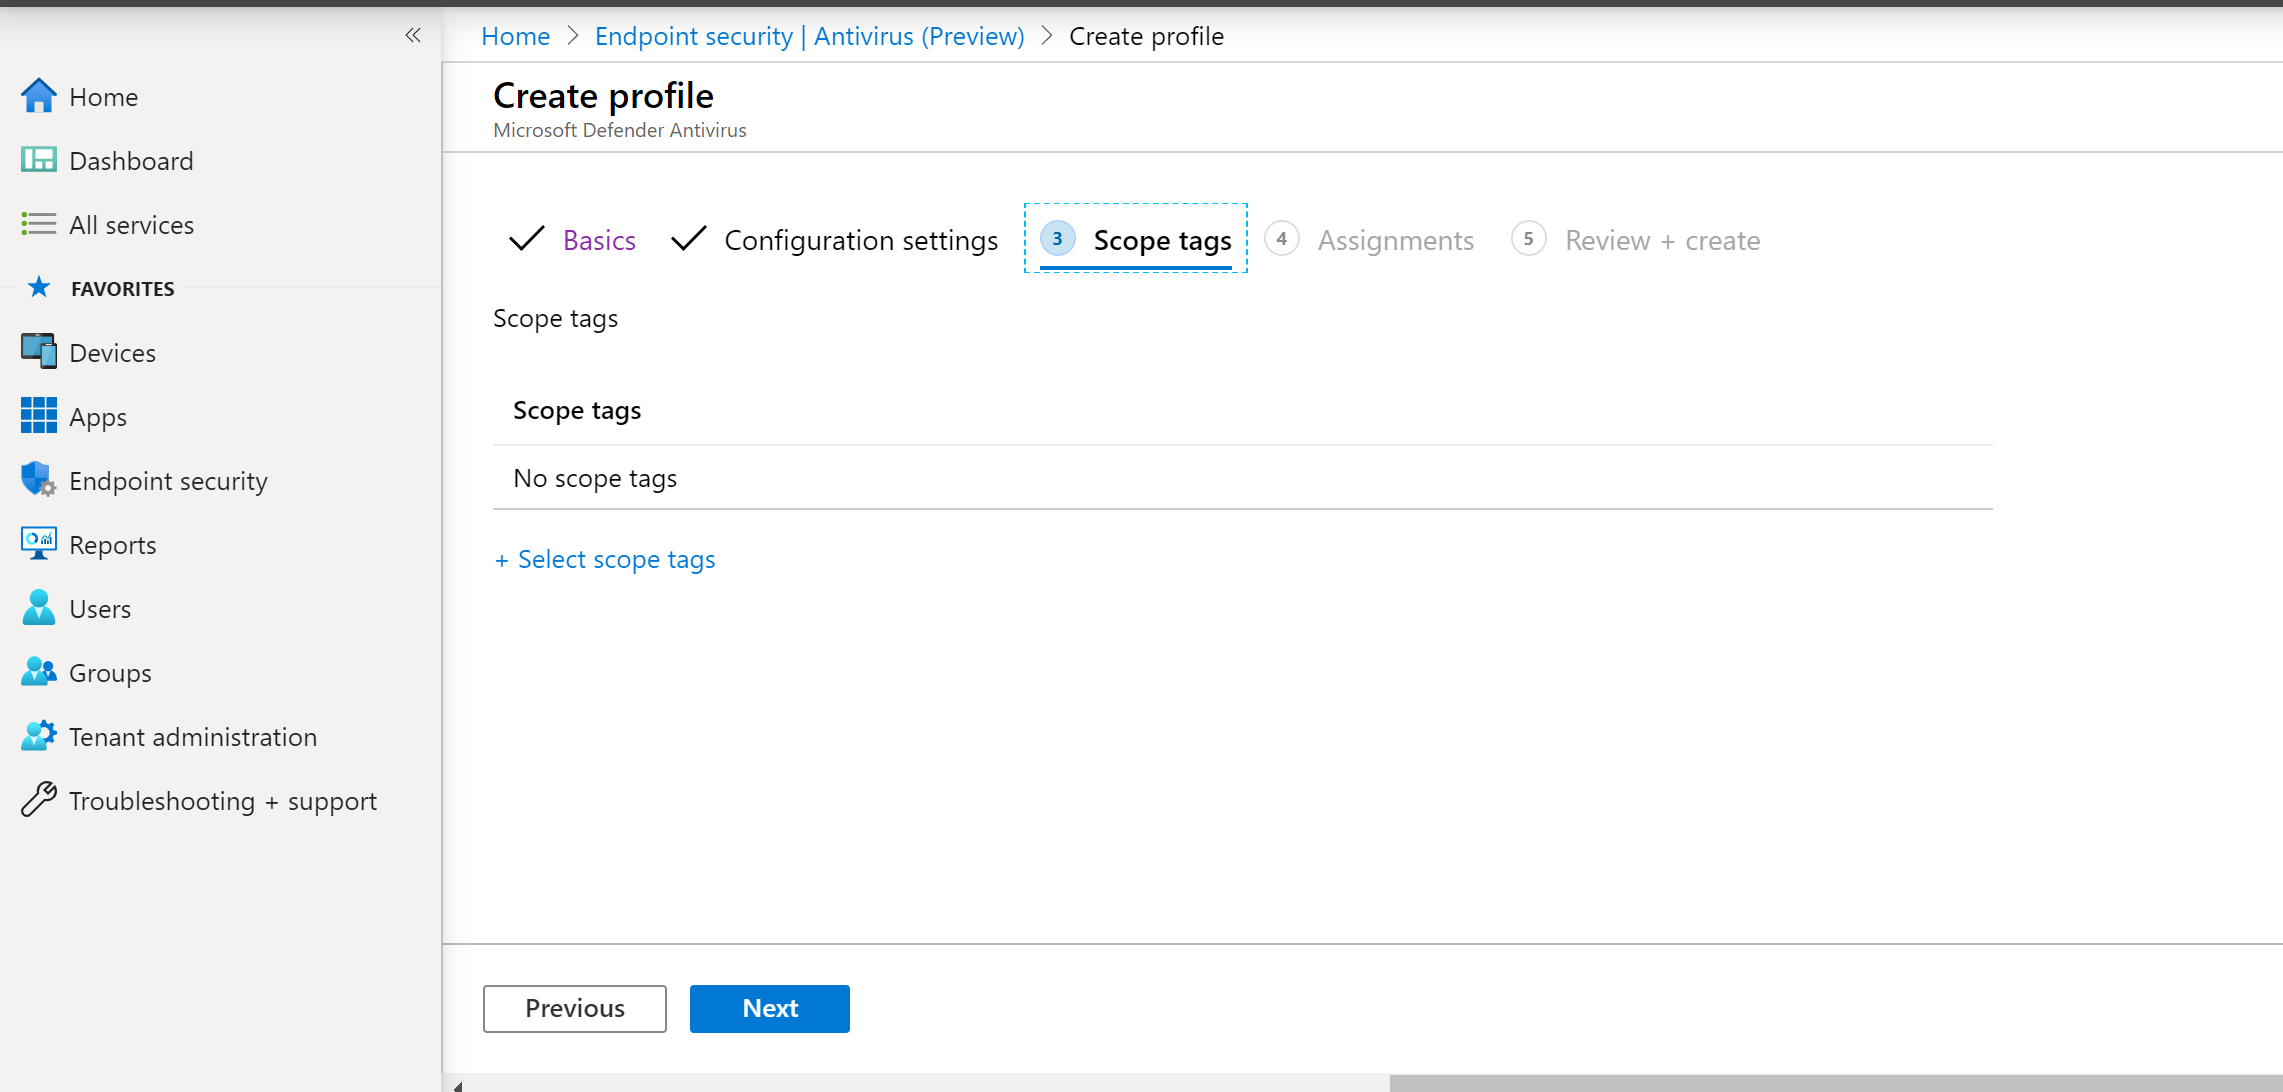 Home > Endpoint security | Antivirus (Preview) > Create profile
Home
Dashboard
All services
FAVORITES
Devices
Apps
Endpoint security
Reports
Users
Groups
Tenant administration
Troubleshooting + support
Create profile
Microsoft Defender Antivirus
Basics Configuration settings 3 Scope tags 4 Assignments 5 Review + create
Scope tags
Scope tags
No scope tags
+ Select scope tags
Previous Next